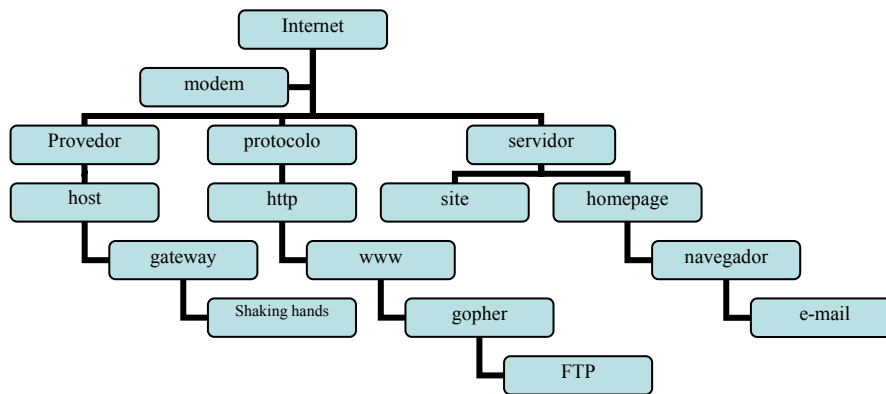 Internet
modem
Provedor
protocolo
servidor
host
http
site
homepage
gateway
www
navegador
Shaking hands
gopher
e-mail
FTP